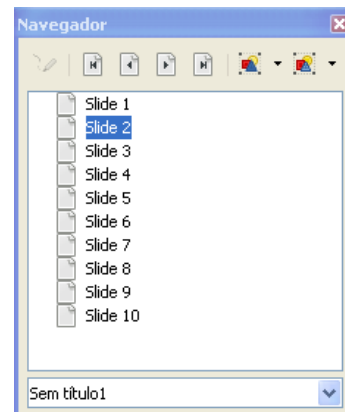 Navegador
Slide 1
Slide 2
Slide 3
Slide 4
Slide 5
Slide 6
Slide 7
Slide 8
Slide 9
Slide 10
Sem título1